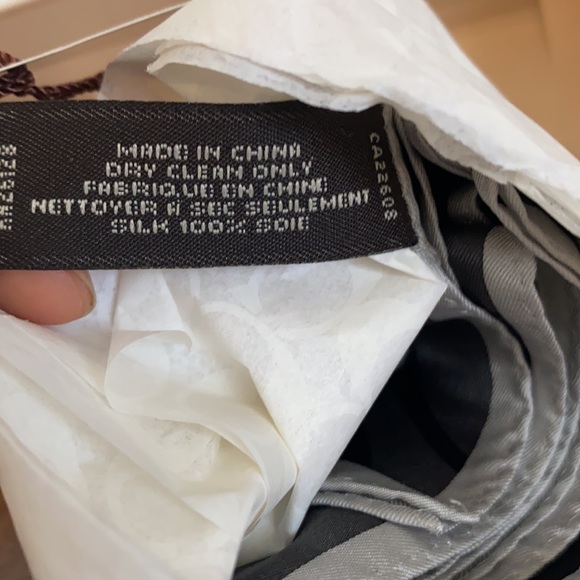 MADE IN CHINA
DRY CLEAN ONLY
FABRIQUE EN CHINE
NETTOYER A SEC SEULEMENT
SILK 100% SOIE
CA22608